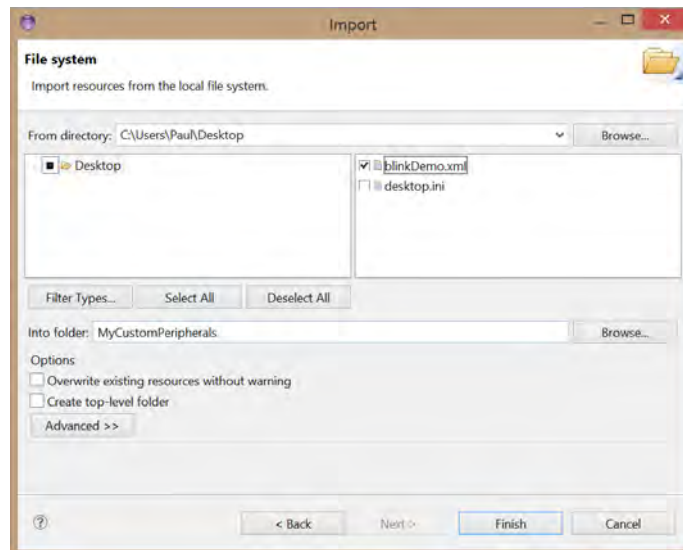 Import
File system
Import resources from the local file system.
From directory: C:\Users\Paul\Desktop Browse...
Desktop
blinkDemo.xml
desktop.ini
Filter Types... Select All Deselect All
Into folder: MyCustomPeripherals Browse...
Options
Overwrite existing resources without warning
Create top-level folder
Advanced >>
? < Back Next > Finish Cancel